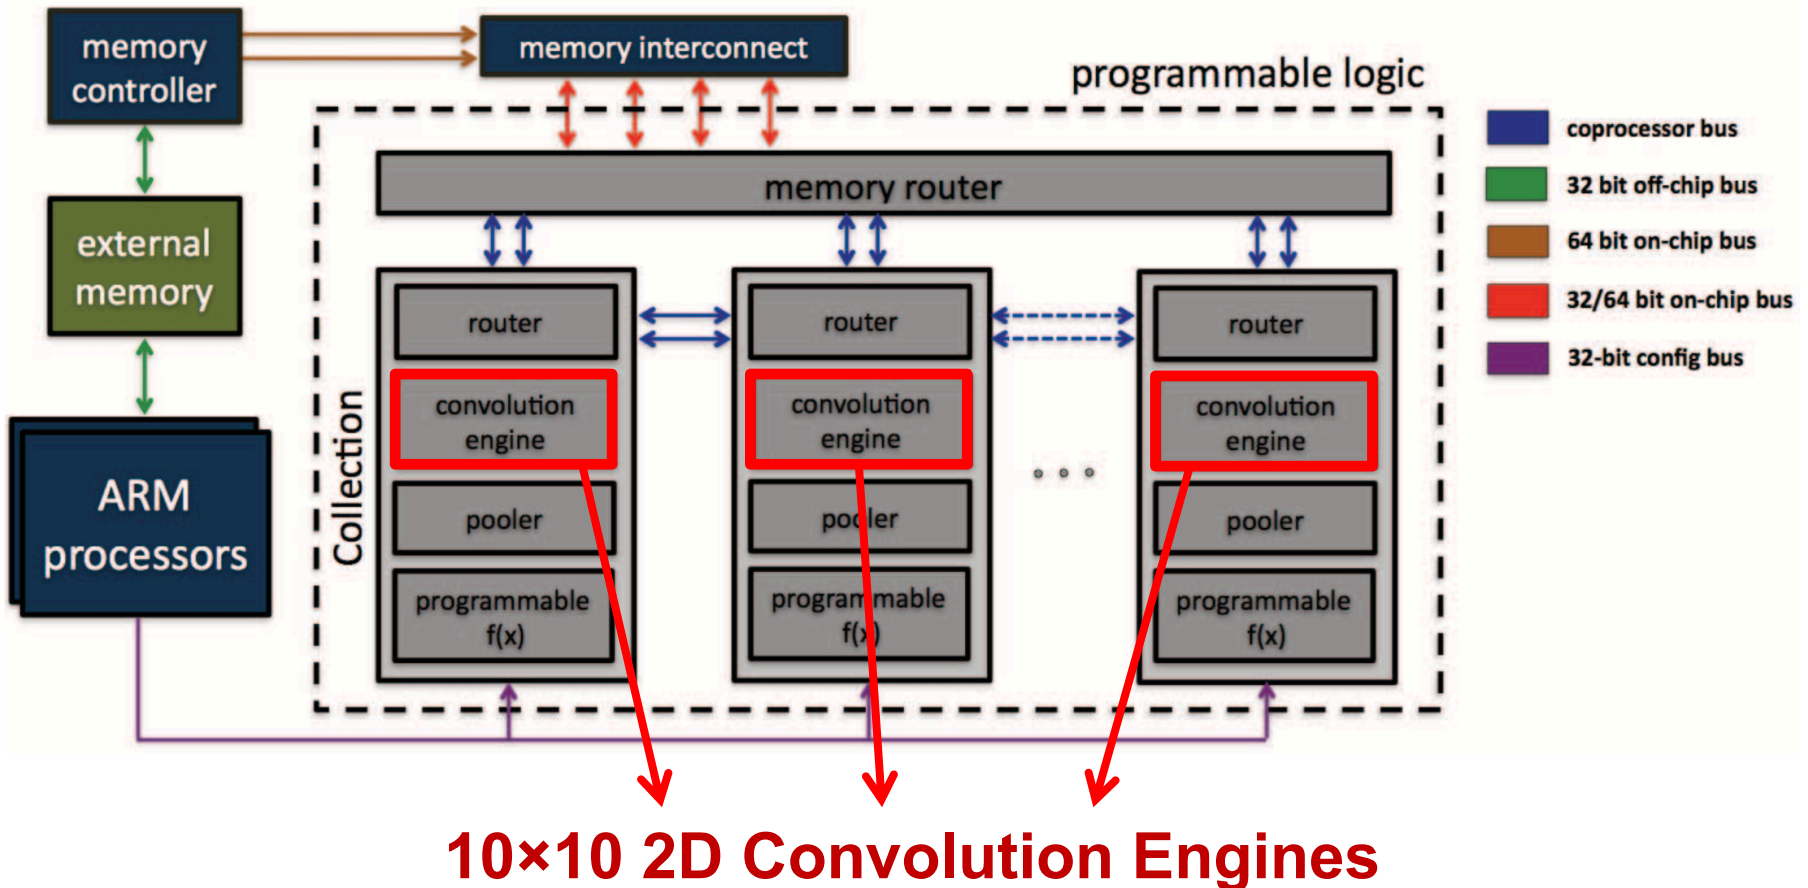 memory
controller
memory interconnect
programmable logic
coprocessor bus
32 bit off-chip bus
64 bit on-chip bus
32/64 bit on-chip bus
32-bit config bus
memory router
external
memory
ARM
processors
Collection
router
convolution
engine
pooler
programmable
f(x)
router
convolution
engine
pooler
programmable
f(x)
router
convolution
engine
pooler
programmable
f(x)
10×10 2D Convolution Engines